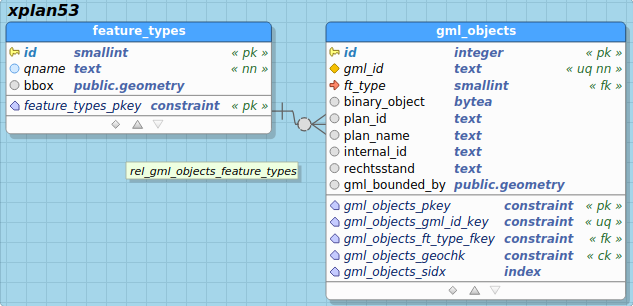 xplan53
feature_types
id smallint « pk »
qname text « nn »
bbox public.geometry
feature_types_pkey constraint « pk »
rel_gml_objects_feature_types
gml_objects
id integer « pk »
gml_id text « uq nn »
ft_type smallint « fk »
binary_object bytea
plan_id text
plan_name text
internal_id text
rechtsstand text
gml_bounded_by public.geometry
gml_objects_pkey constraint « pk »
gml_objects_gml_id_key constraint « uq »
gml_objects_ft_type_fkey constraint « fk »
gml_objects_geochk constraint « ck »
gml_objects_sidx index